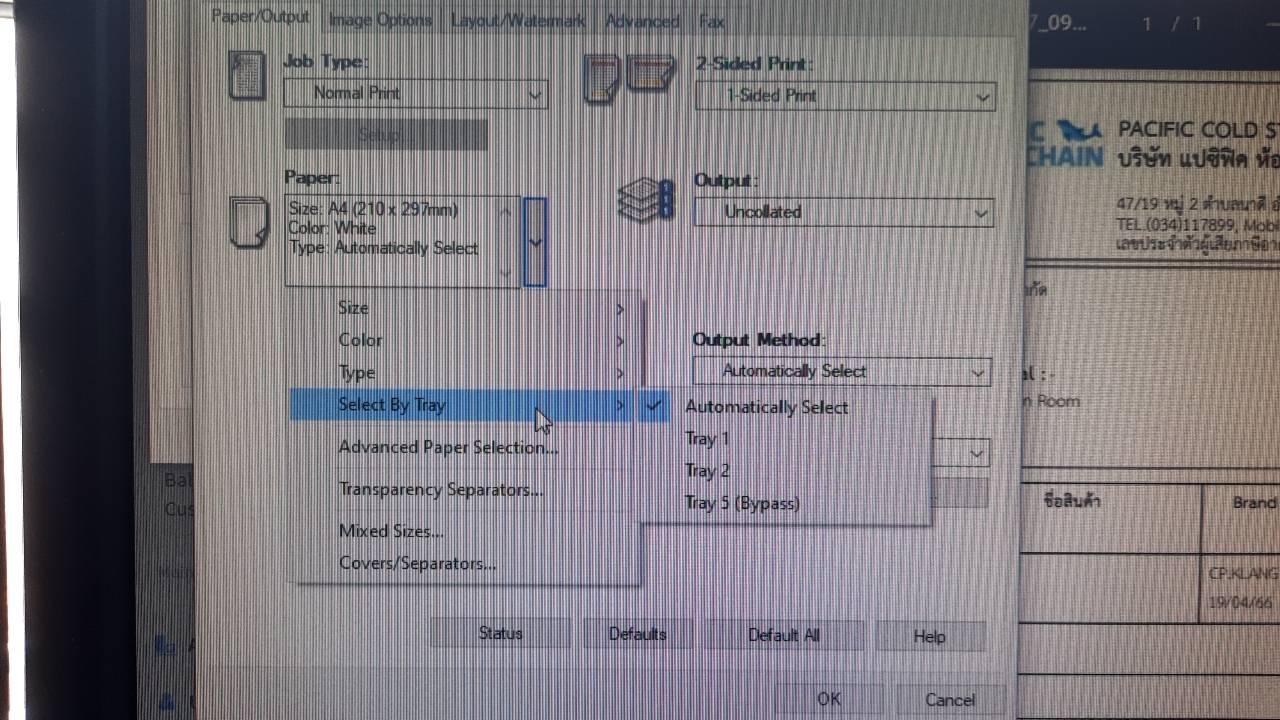 Paper/Output Image Options Layout/Watermark Advanced Fax
7_09... 1 / 1
Job Type:
Normal Print
Setup...
2-Sided Print:
1-Sided Print
Paper:
Size: A4 (210 x 297mm)
Color: White
Type: Automatically Select
Output:
Uncollated
Size
Color
Type
Select By Tray
Advanced Paper Selection...
Transparency Separators...
Mixed Sizes...
Covers/Separators...
Output Method:
Automatically Select
Automatically Select
Tray 1
Tray 2
Tray 5 (Bypass)
Status Defaults Default All Help
OK Cancel
C
CHAIN
PACIFIC COLD S
บริษัท แปซิฟิค ห้อ
47/19 หมู่ 2 ตำบลนาดี
TEL.(034)117899, Mobi
เลขประจำตัวผู้เสียภาษีอา
กัด
al : -
n Room
ชื่อสินค้า Brand
CP.KLANG
19/04/66
Bal
Cus